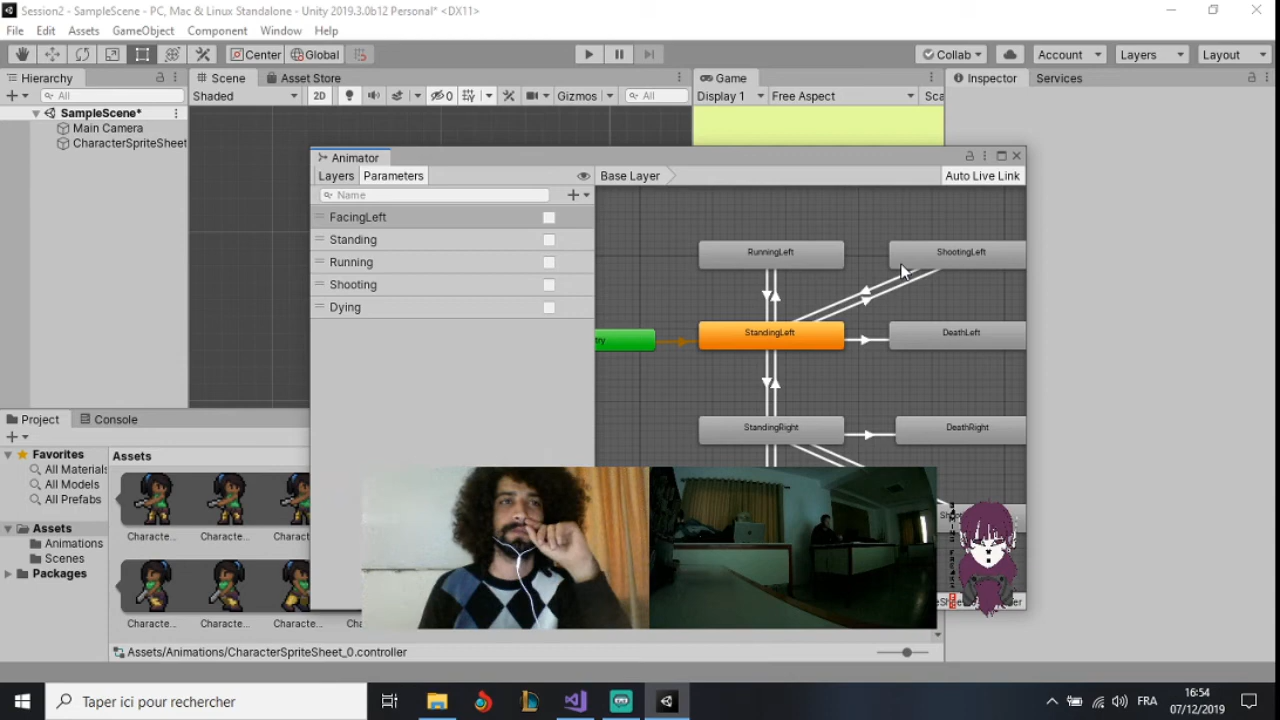 Session2 - SampleScene - PC, Mac & Linux Standalone - Unity 2019.3.0b12 Personal* <DX11>
File Edit Assets GameObject Component Window Help
Center Global Collab Account Layers Layout
Hierarchy Scene Asset Store Game Inspector Services
All Shaded 2D 0 Gizmos All Display 1 Free Aspect Sca
SampleScene*
Main Camera
CharacterSpriteSheet
Animator
Layers Parameters Base Layer Auto Live Link
Name
FacingLeft
Standing
Running
Shooting
Dying
RunningLeft ShootingLeft
try StandingLeft DeathLeft
StandingRight DeathRight
Project Console
Favorites
All Materials
All Models
All Prefabs
Assets
Animations
Scenes
Packages
Assets
Characte... Characte... Characte...
Characte... Characte... Characte...
Assets/Animations/CharacterSpriteSheet_0.controller
Taper ici pour rechercher
FRA
16:54
07/12/2019